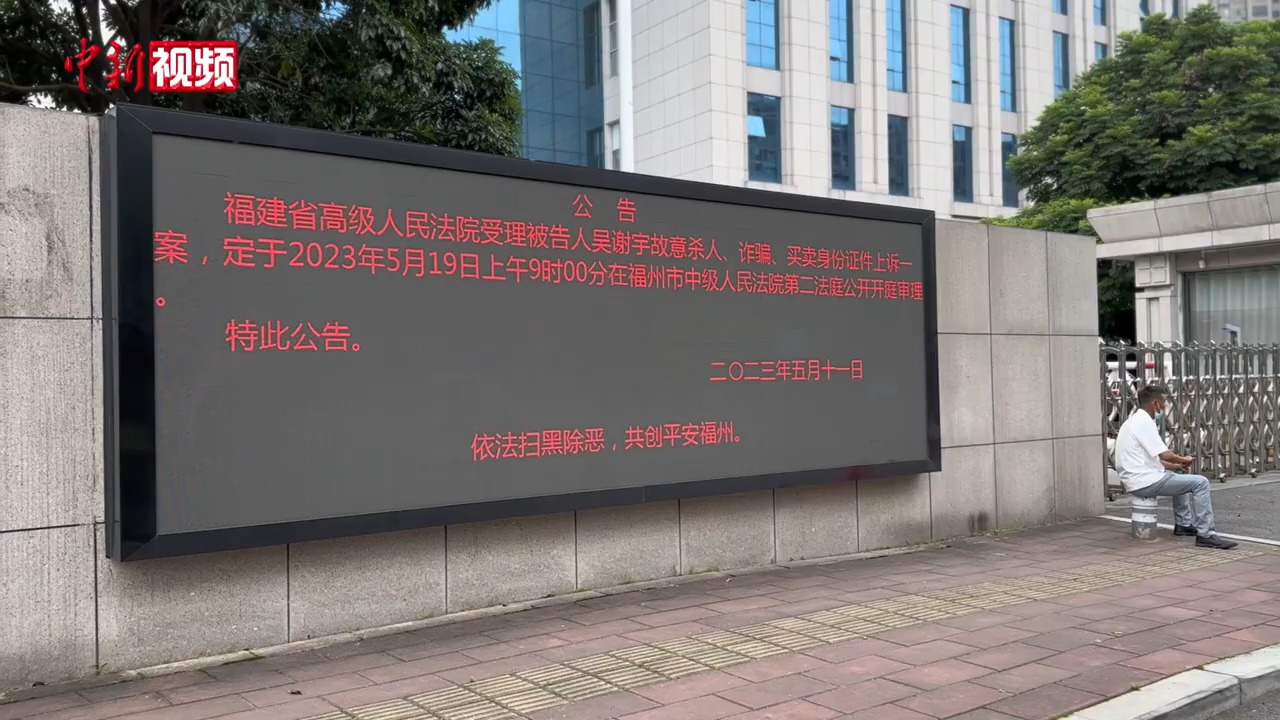 中新视频
公 告
福建省高级人民法院受理被告人吴谢宇故意杀人、诈骗、买卖身份证件上诉一
案，定于2023年5月19日上午9时00分在福州市中级人民法院第二法庭公开开庭审理
。
特此公告。
二〇二三年五月十一日
依法扫黑除恶，共创平安福州。